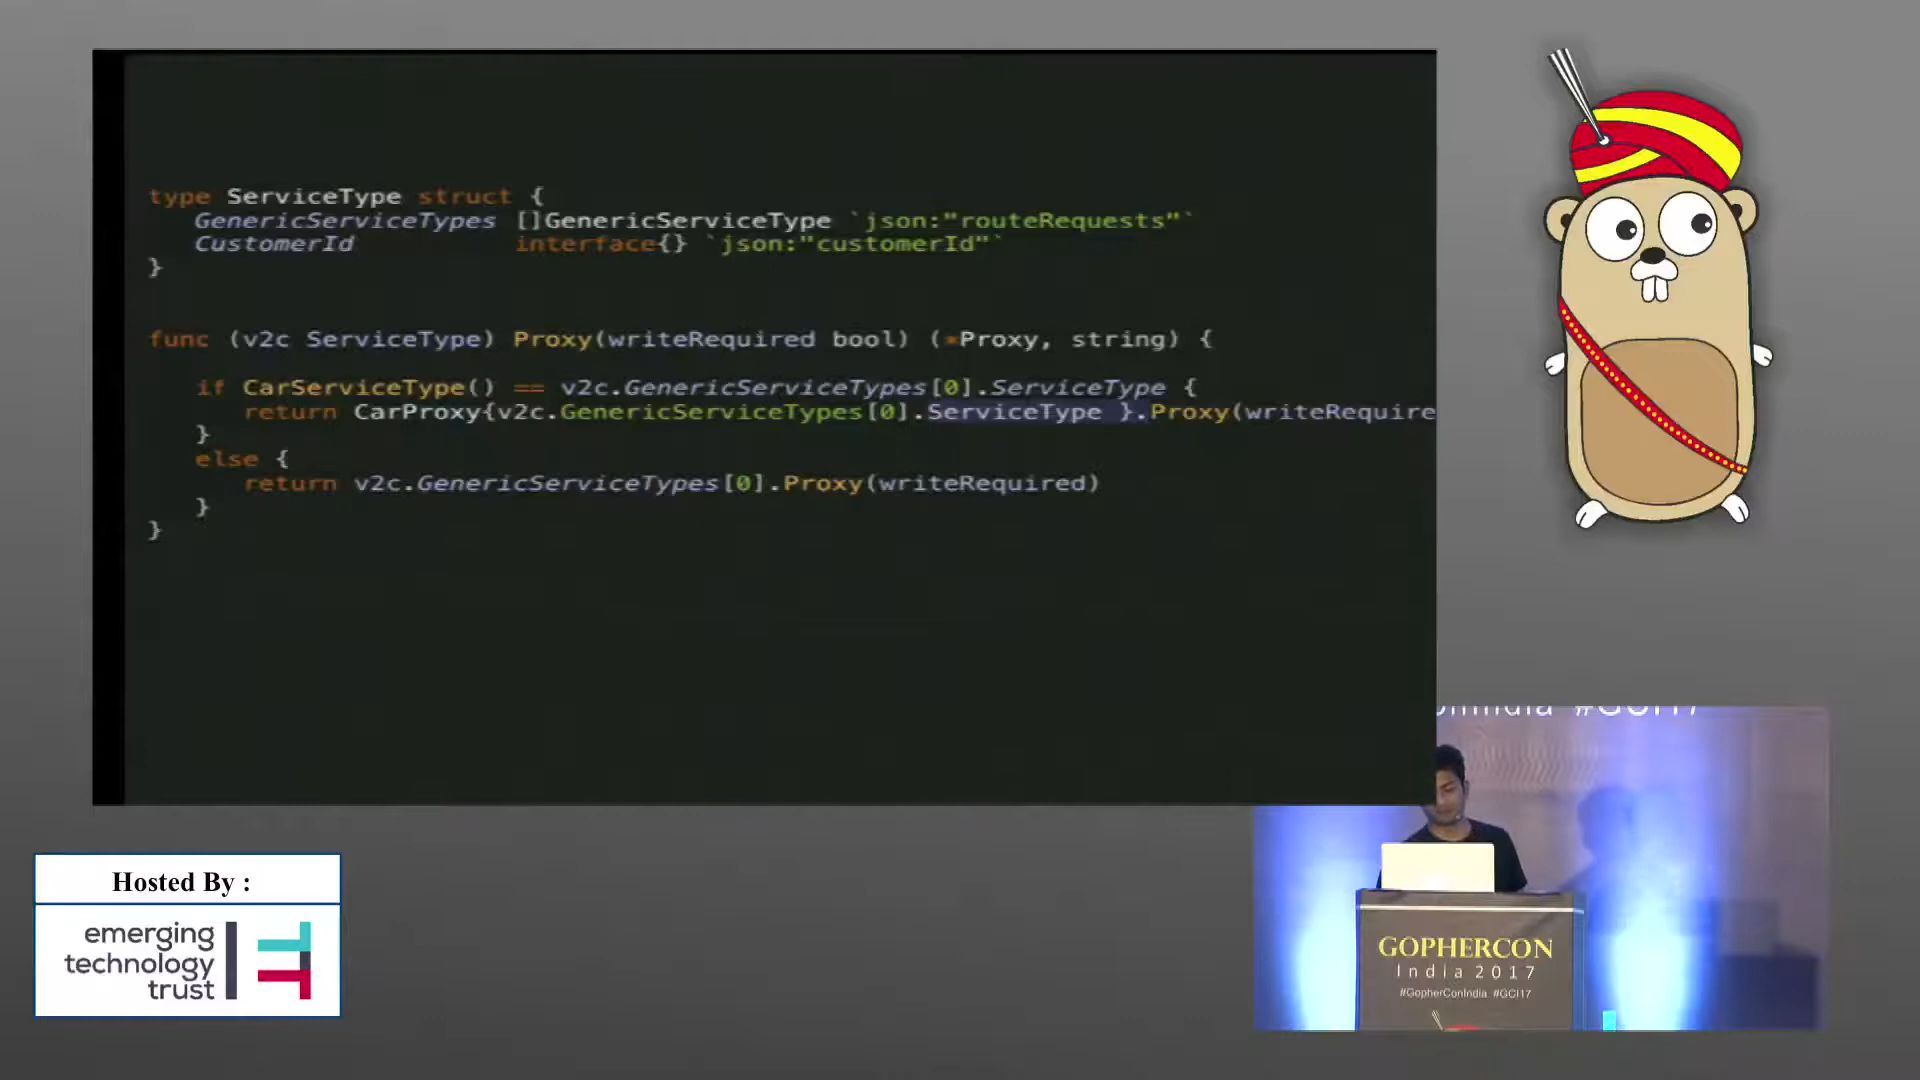 type ServiceType struct {
GenericServiceTypes []GenericServiceType `json:"routeRequests"`
CustomerId interface{} `json:"customerId"`
}
func (v2c ServiceType) Proxy(writeRequired bool) (*Proxy, string) {
if CarServiceType() == v2c.GenericServiceTypes[0].ServiceType {
return CarProxy{v2c.GenericServiceTypes[0].ServiceType }.Proxy(writeRequire
}
else {
return v2c.GenericServiceTypes[0].Proxy(writeRequired)
}
}
onIndia #GCI17
GOPHERCON
India 2017
#GopherConIndia #GCI17
Hosted By :
emerging
technology
trust